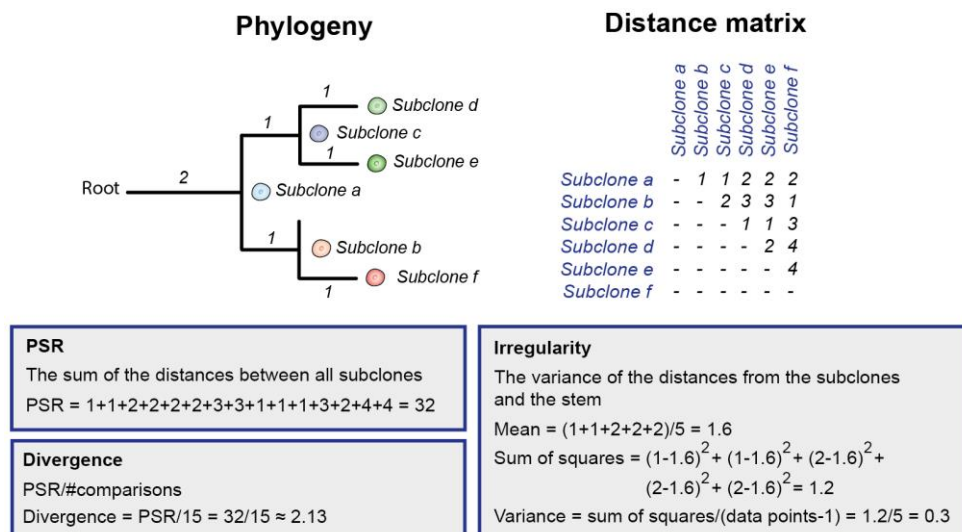 Phylogeny
1
Subclone d
1
Subclone c
1
Subclone e
Root
2
Subclone a
1
Subclone b
Subclone f
1
Distance matrix
Subclone a
Subclone b
Subclone c
Subclone d
Subclone e
Subclone f
Subclone a - 1 1 2 2 2
Subclone b - - 2 3 3 1
Subclone c - - - 1 1 3
Subclone d - - - - 2 4
Subclone e - - - - - 4
Subclone f - - - - - -
PSR
The sum of the distances between all subclones
PSR = 1+1+2+2+2+2+3+3+1+1+1+3+2+4+4 = 32
Divergence
PSR/#comparisons
Divergence = PSR/15 = 32/15 ≈ 2.13
Irregularity
The variance of the distances from the subclones
and the stem
Mean = (1+1+2+2+2)/5 = 1.6
Sum of squares = (1-1.6)² + (1-1.6)² + (2-1.6)² +
(2-1.6)² + (2-1.6)² = 1.2
Variance = sum of squares/(data points-1) = 1.2/5 = 0.3